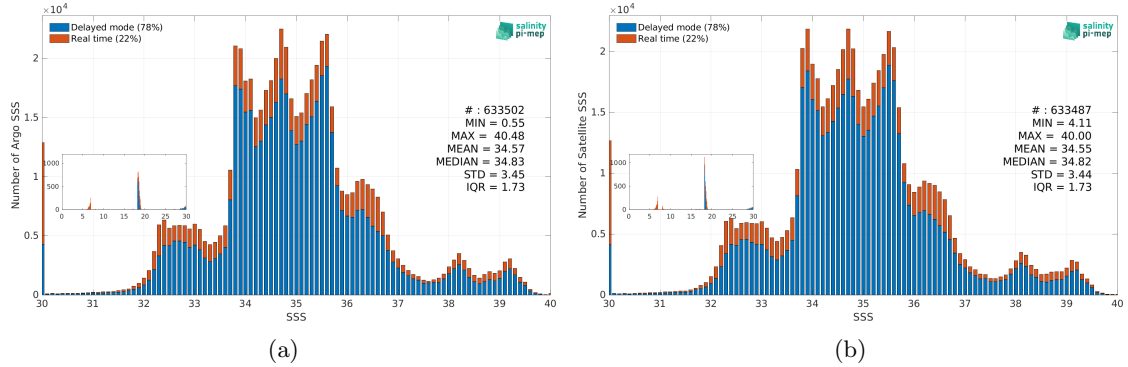 ×10⁴
Delayed mode (78%)
Real time (22%)
salinity
pi-mep
Number of Argo SSS
2
1.5
1
0.5
0
# : 633502
MIN = 0.55
MAX = 40.48
MEAN = 34.57
MEDIAN = 34.83
STD = 3.45
IQR = 1.73
1000
500
0
0 5 10 15 20 25 30
30 31 32 33 34 35 36 37 38 39 40
SSS
(a)
×10⁴
Delayed mode (78%)
Real time (22%)
salinity
pi-mep
Number of Satellite SSS
2
1.5
1
0.5
0
# : 633487
MIN = 4.11
MAX = 40.00
MEAN = 34.55
MEDIAN = 34.82
STD = 3.44
IQR = 1.73
1000
500
0
0 5 10 15 20 25 30
30 31 32 33 34 35 36 37 38 39 40
SSS
(b)